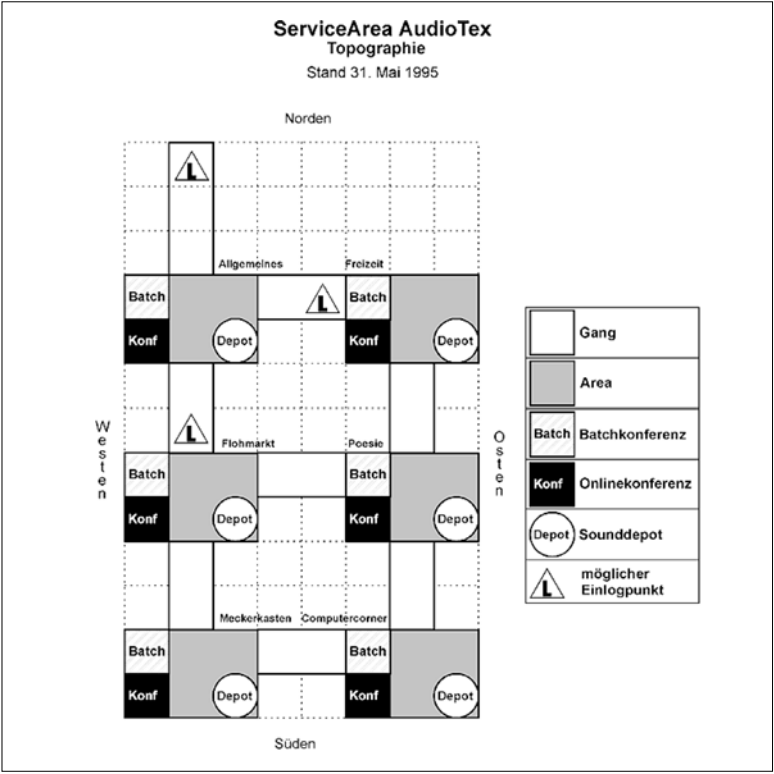 ServiceArea AudioTex
Topographie
Stand 31. Mai 1995
Norden
L
Allgemeines Freizeit
Batch L Batch
Konf Depot Konf Depot
Westen
Osten
L
Flohmarkt Poesie
Batch Batch
Konf Depot Konf Depot
Meckerkasten Computercorner
Batch Batch
Konf Depot Konf Depot
Süden
Gang
Area
Batch Batchkonferenz
Konf Onlinekonferenz
Depot Sounddepot
L möglicher
Einlogpunkt